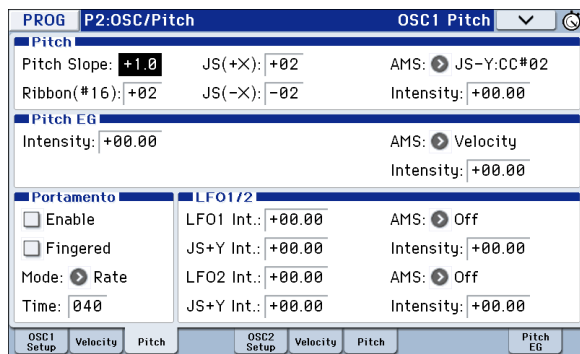 PROG P2:OSC/Pitch OSC1 Pitch
Pitch
Pitch Slope: +1.0 JS(+X): +02 AMS: JS-Y:CC#02
Ribbon(#16): +02 JS(-X): -02 Intensity: +00.00
Pitch EG
Intensity: +00.00 AMS: Velocity
Intensity: +00.00
Portamento LFO1/2
Enable LFO1 Int.: +00.00 AMS: Off
Fingered JS+Y Int.: +00.00 Intensity: +00.00
Mode: Rate LFO2 Int.: +00.00 AMS: Off
Time: 040 JS+Y Int.: +00.00 Intensity: +00.00
OSC1 Setup Velocity Pitch OSC2 Setup Velocity Pitch Pitch EG